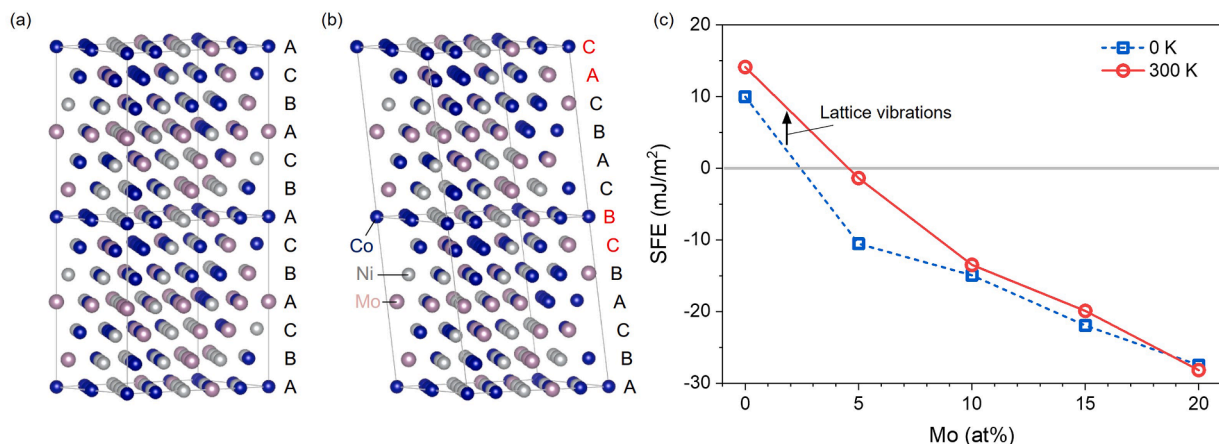 (a)
A
C
B
A
C
B
A
C
B
A
C
B
A
(b)
C
A
C
B
A
C
B
C
B
A
C
B
A
Co
Ni
Mo
(c)
20
10
0
-10
-20
-30
SFE (mJ/m²)
0 K
300 K
Lattice vibrations
0
5
10
15
20
Mo (at%)